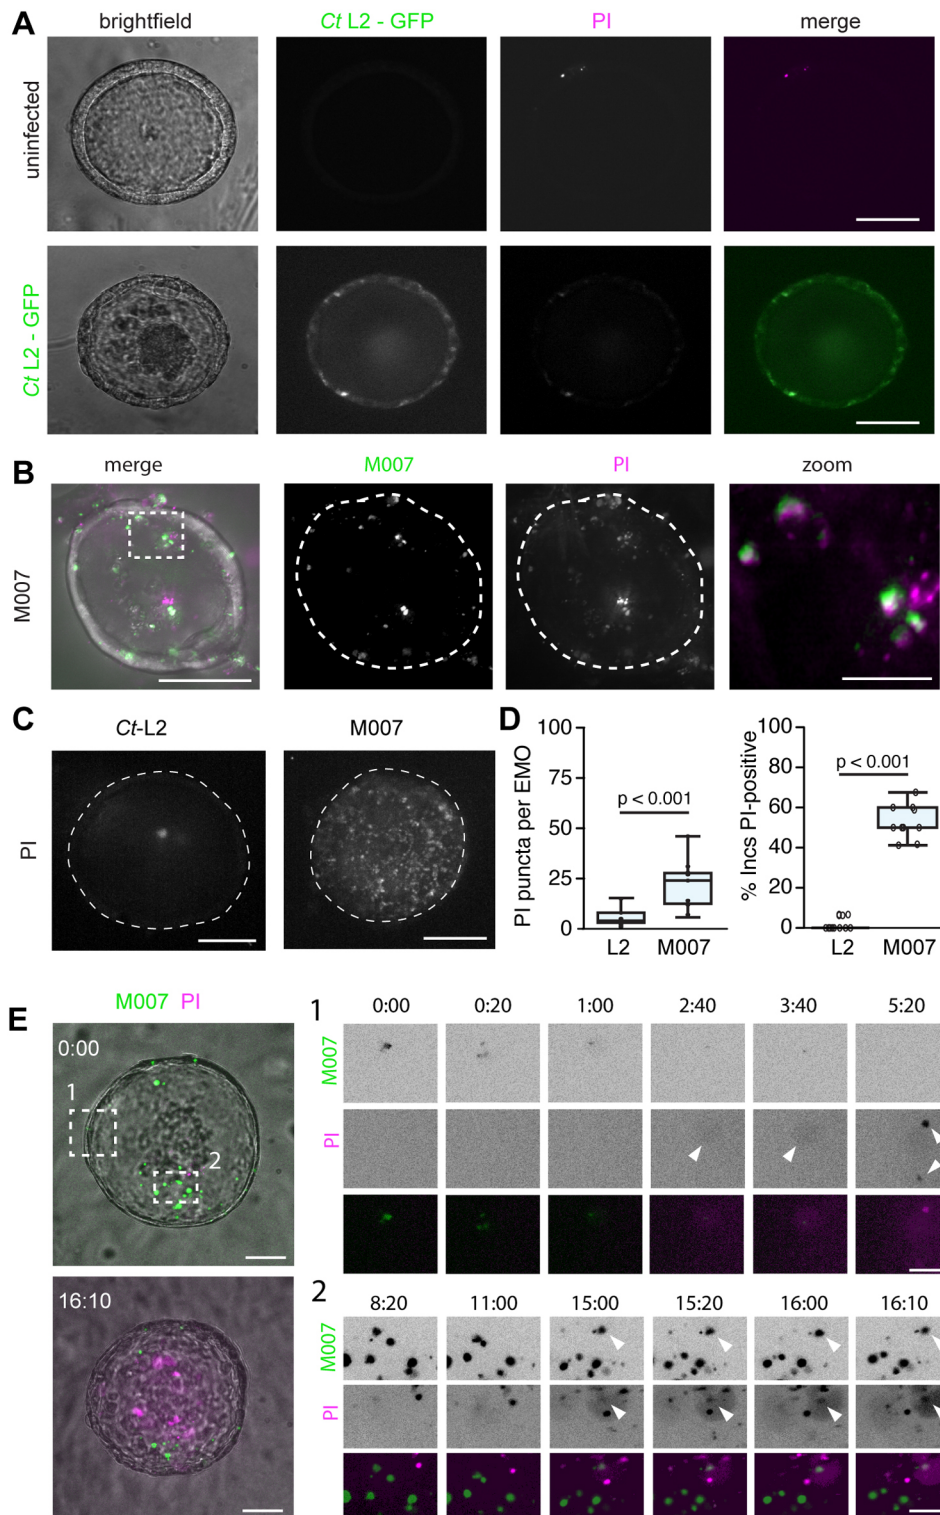 A
brightfield
Ct L2 - GFP
PI
merge
uninfected
Ct L2 - GFP
B
merge
M007
PI
zoom
M007
C
Ct-L2
M007
PI
D
PI puncta per EMO
100
75
50
25
0
p < 0.001
L2
M007
% Incs PI-positive
100
80
60
40
20
0
p < 0.001
L2
M007
E
M007 PI
0:00
1
2
16:10
1
0:00
0:20
1:00
2:40
3:40
5:20
M007
PI
2
8:20
11:00
15:00
15:20
16:00
16:10
M007
PI